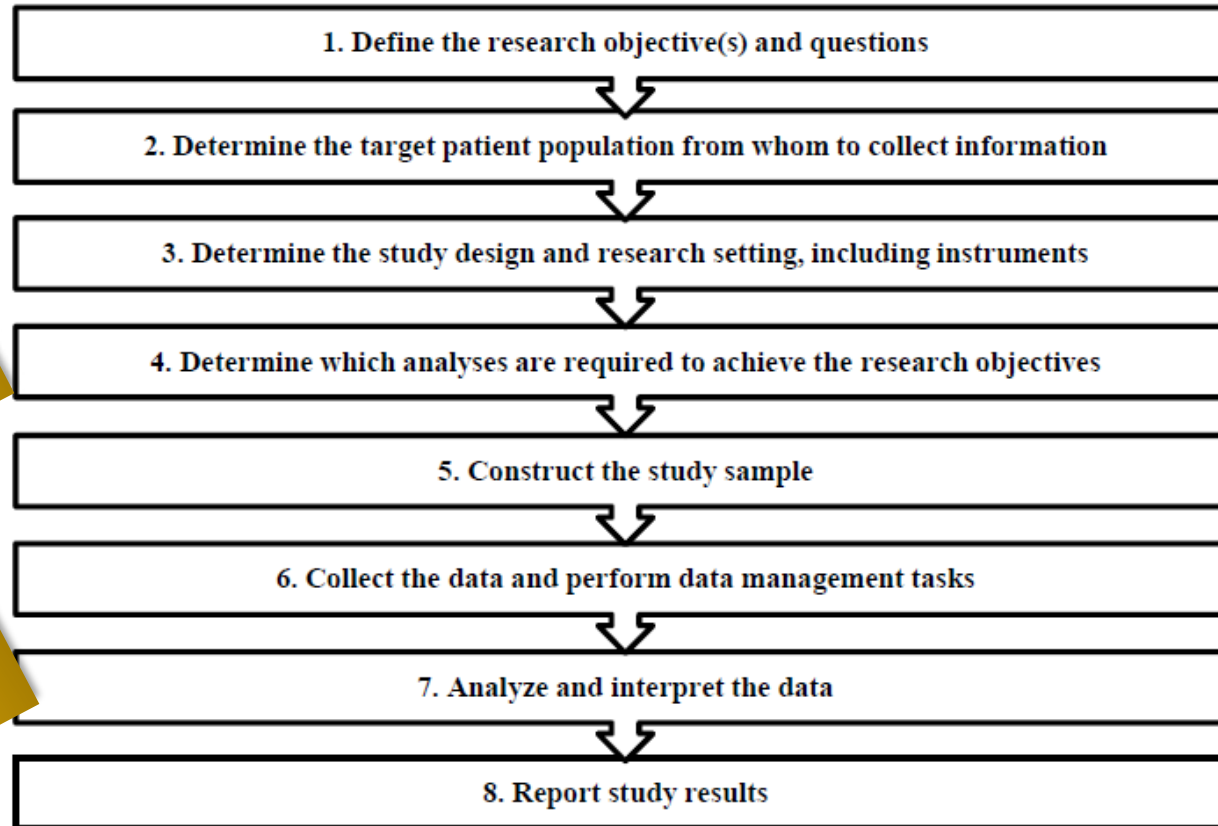 1. Define the research objective(s) and questions
2. Determine the target patient population from whom to collect information
3. Determine the study design and research setting, including instruments
4. Determine which analyses are required to achieve the research objectives
5. Construct the study sample
6. Collect the data and perform data management tasks
7. Analyze and interpret the data
8. Report study results